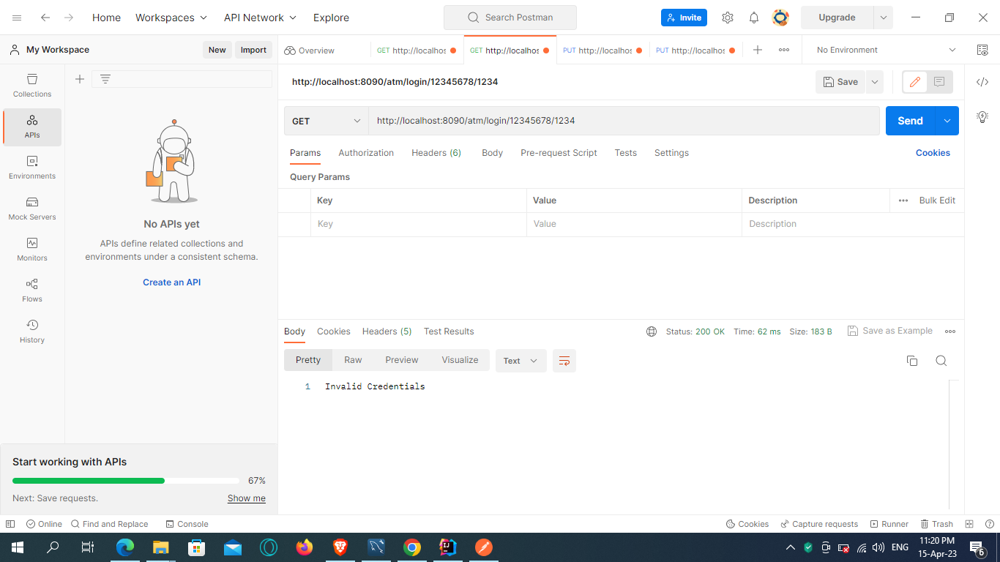 Home Workspaces API Network Explore Search Postman Invite Upgrade
My Workspace New Import Overview GET http://localhos GET http://localhos PUT http://localhos PUT http://localhos No Environment
http://localhost:8090/atm/login/12345678/1234 Save
GET http://localhost:8090/atm/login/12345678/1234 Send
Params Authorization Headers (6) Body Pre-request Script Tests Settings Cookies
Query Params
Key Value Description Bulk Edit
Key Value Description
Collections
APIs
Environments
Mock Servers
Monitors
Flows
History
No APIs yet
APIs define related collections and
environments under a consistent schema.
Create an API
Body Cookies Headers (5) Test Results Status: 200 OK Time: 62 ms Size: 183 B Save as Example
Pretty Raw Preview Visualize Text
1 Invalid Credentials
Start working with APIs
67%
Next: Save requests. Show me
Online Find and Replace Console Cookies Capture requests Runner Trash
ENG 11:20 PM
15-Apr-23 6